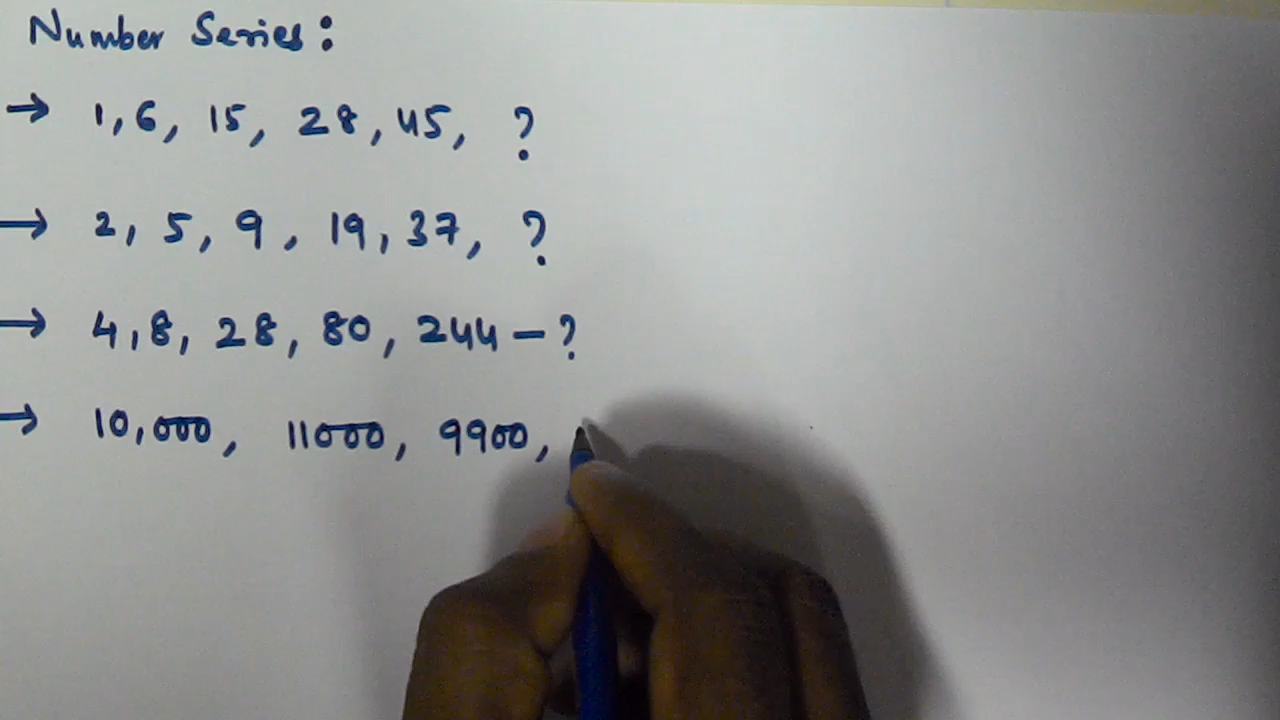 Number Series:
→ 1, 6, 15, 28, 45, ?
→ 2, 5, 9, 19, 37, ?
→ 4, 8, 28, 80, 244 – ?
→ 10,000, 11000, 9900,